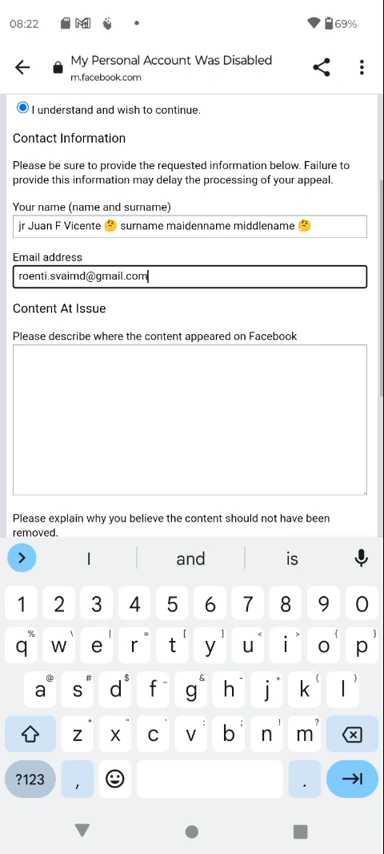 08:22
69%
My Personal Account Was Disabled
m.facebook.com
I understand and wish to continue.
Contact Information
Please be sure to provide the requested information below. Failure to
provide this information may delay the processing of your appeal.
Your name (name and surname)
jr Juan F Vicente 🤔 surname maidenname middlename 🤔
Email address
roenti.svaimd@gmail.com
Content At Issue
Please describe where the content appeared on Facebook
Please explain why you believe the content should not have been
removed.
I and is
1 2 3 4 5 6 7 8 9 0
% \ | = [ ] < > { }
q w e r t y u i o p
@ # $ _ & - + ( )
a s d f g h j k l
* " ' : ; ! ?
z x c v b n m
?123 , .